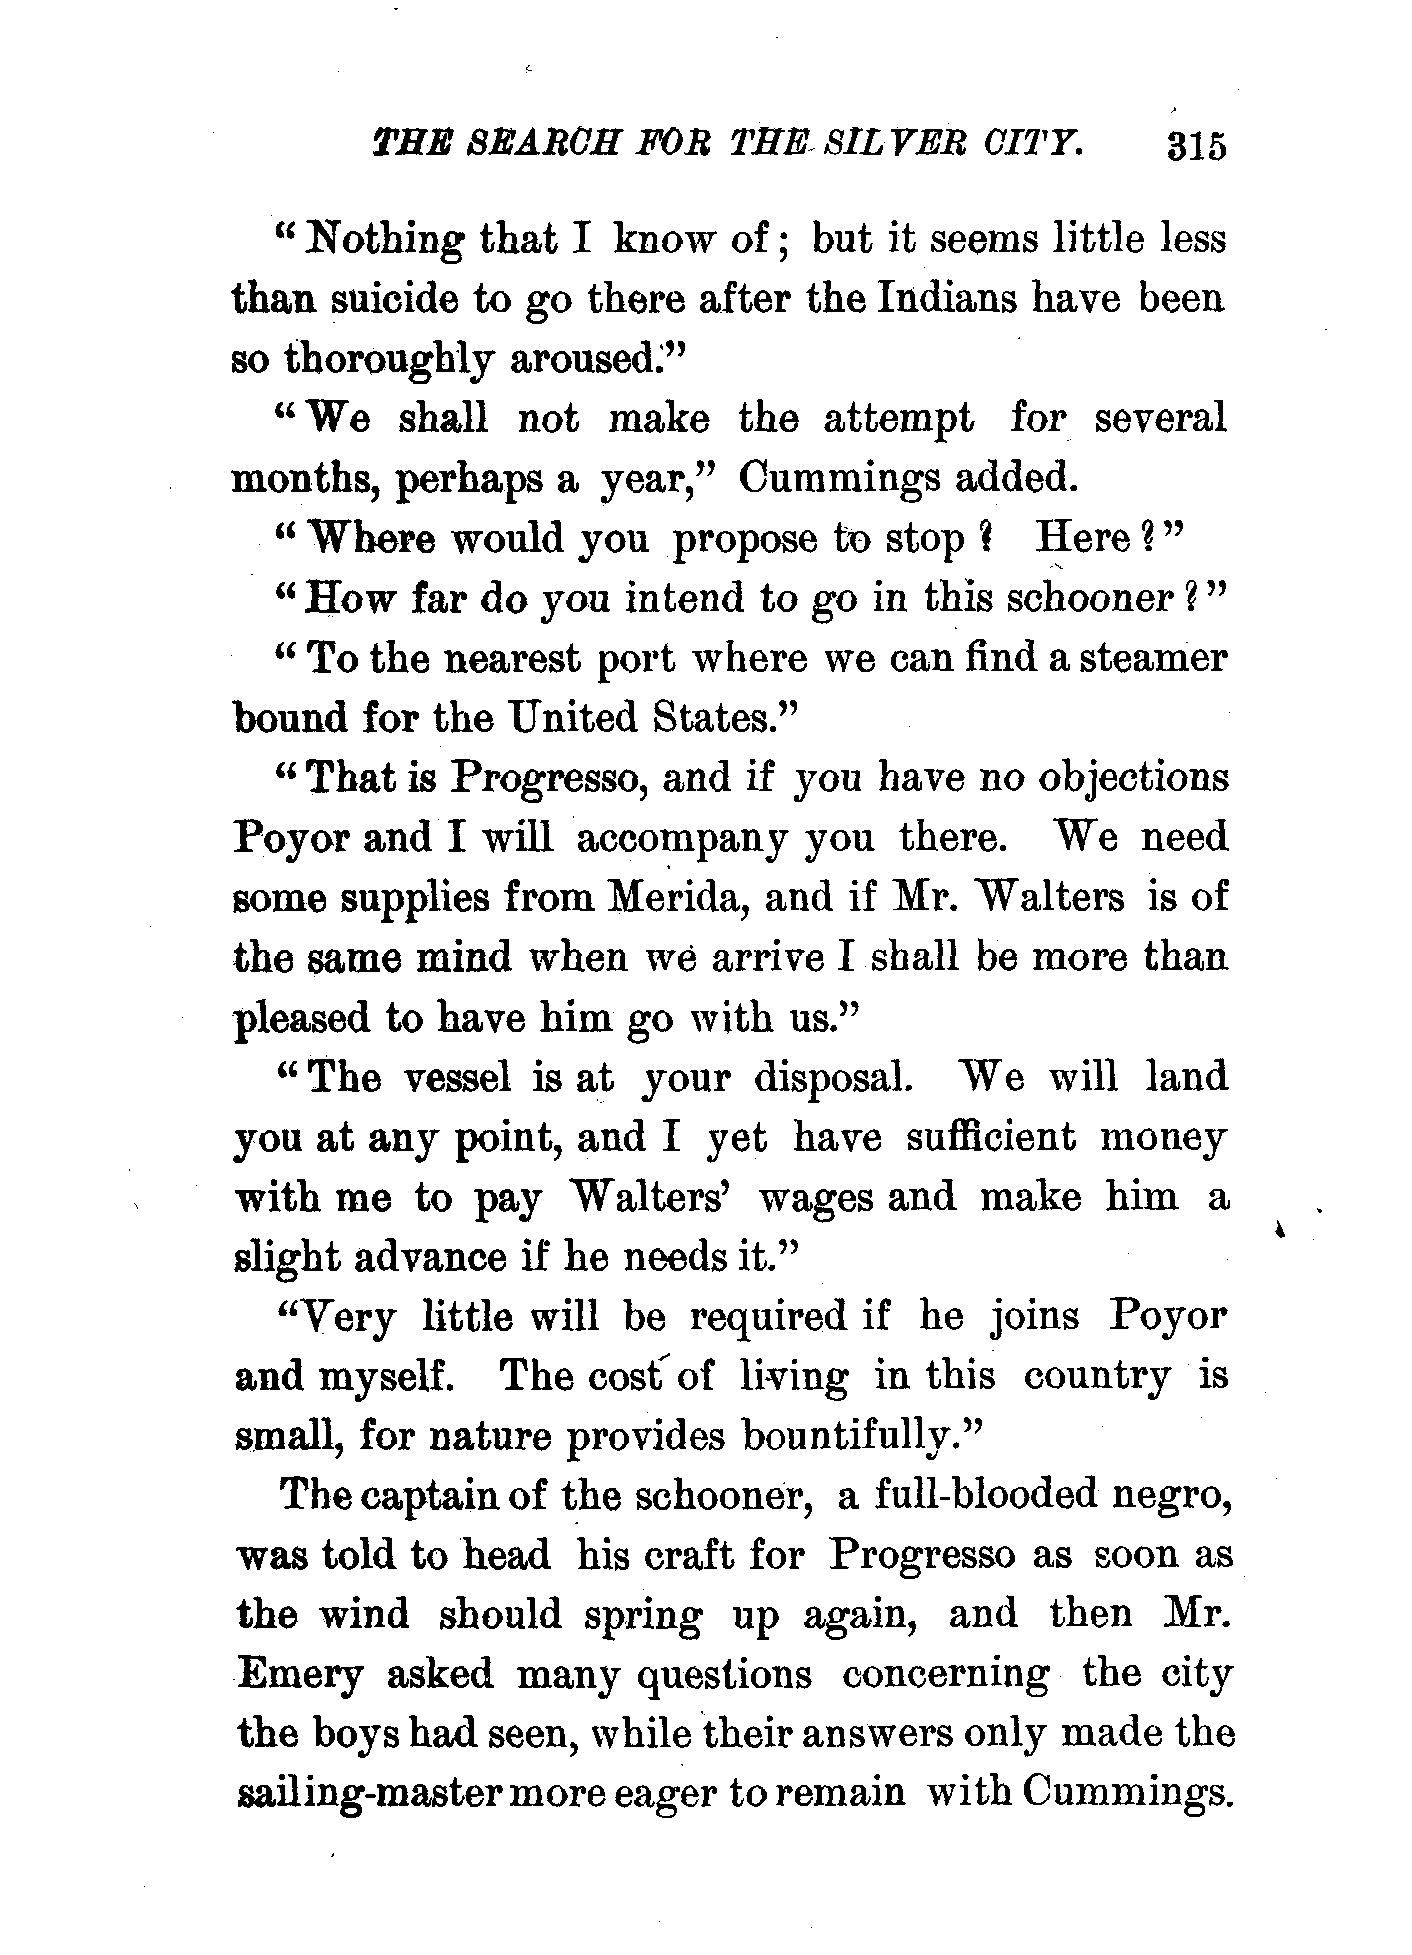 THE SEARCH FOR THE SILVER CITY. 315
"Nothing that I know of; but it seems little less
than suicide to go there after the Indians have been
so thoroughly aroused."
"We shall not make the attempt for several
months, perhaps a year," Cummings added.
"Where would you propose to stop? Here?"
"How far do you intend to go in this schooner?"
"To the nearest port where we can find a steamer
bound for the United States."
"That is Progresso, and if you have no objections
Poyor and I will accompany you there. We need
some supplies from Merida, and if Mr. Walters is of
the same mind when we arrive I shall be more than
pleased to have him go with us."
"The vessel is at your disposal. We will land
you at any point, and I yet have sufficient money
with me to pay Walters' wages and make him a
slight advance if he needs it."
"Very little will be required if he joins Poyor
and myself. The cost of living in this country is
small, for nature provides bountifully."
The captain of the schooner, a full-blooded negro,
was told to head his craft for Progresso as soon as
the wind should spring up again, and then Mr.
Emery asked many questions concerning the city
the boys had seen, while their answers only made the
sailing-master more eager to remain with Cummings.